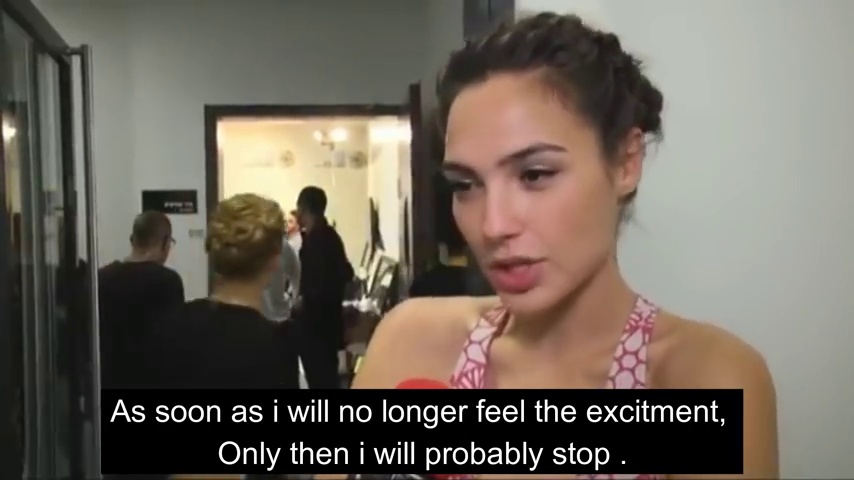 As soon as i will no longer feel the excitment,
Only then i will probably stop .